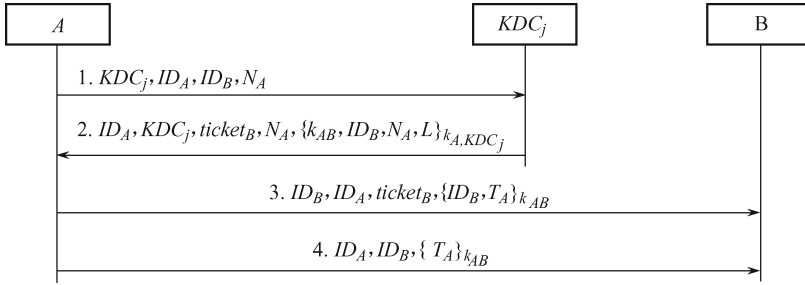 A KDC_j B
1. KDC_j, ID_A, ID_B, N_A
2. ID_A, KDC_j, ticket_B, N_A, {k_AB, ID_B, N_A, L}_k_A,KDC_j
3. ID_B, ID_A, ticket_B, {ID_B, T_A}_k_AB
4. ID_A, ID_B, { T_A}_k_AB